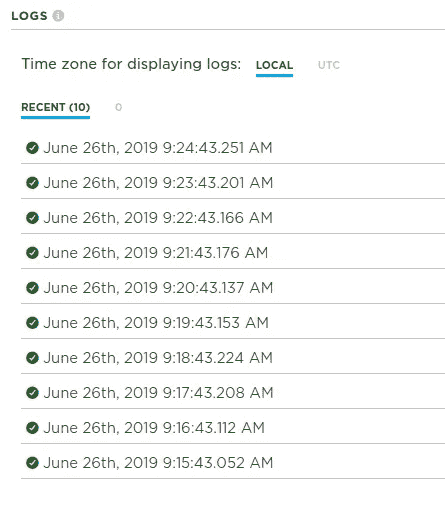 LOGS
Time zone for displaying logs: LOCAL UTC
RECENT (10) 0
June 26th, 2019 9:24:43.251 AM
June 26th, 2019 9:23:43.201 AM
June 26th, 2019 9:22:43.166 AM
June 26th, 2019 9:21:43.176 AM
June 26th, 2019 9:20:43.137 AM
June 26th, 2019 9:19:43.153 AM
June 26th, 2019 9:18:43.224 AM
June 26th, 2019 9:17:43.208 AM
June 26th, 2019 9:16:43.112 AM
June 26th, 2019 9:15:43.052 AM